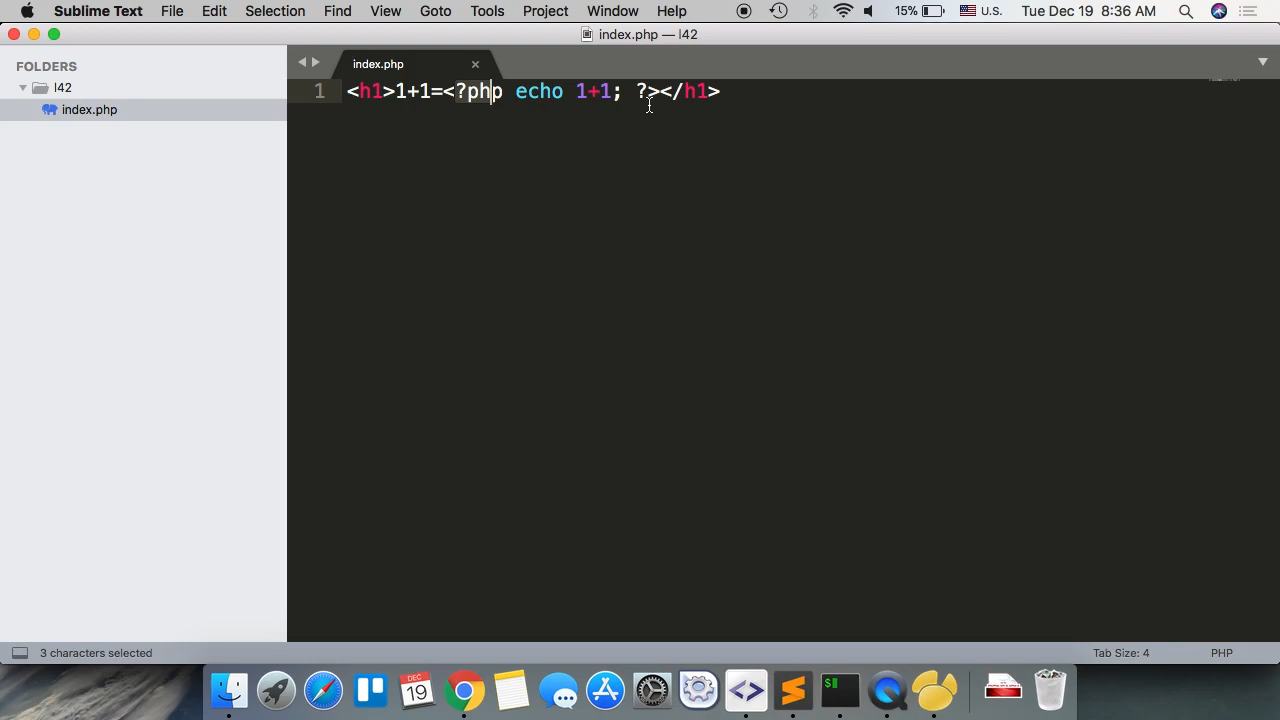 Sublime Text File Edit Selection Find View Goto Tools Project Window Help 15% U.S. Tue Dec 19 8:36 AM
index.php — l42
FOLDERS
l42
index.php
index.php ×
1 <h1>1+1=<?php echo 1+1; ?></h1>
3 characters selected Tab Size: 4 PHP
DEC
19
$